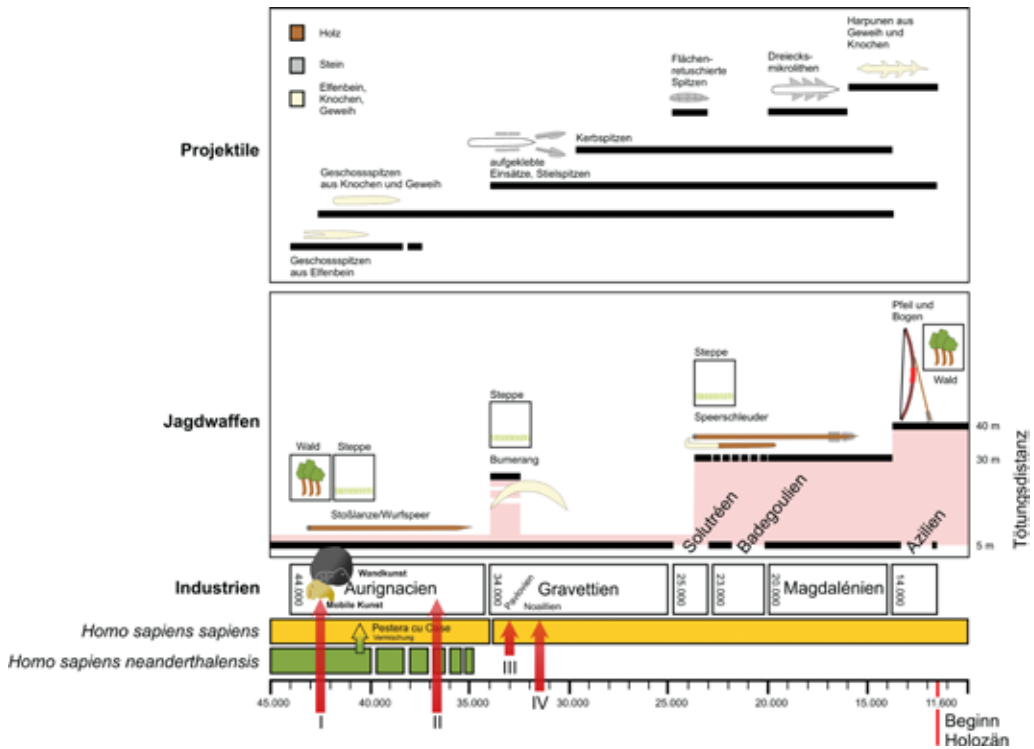 Holz
Stein
Elfenbein,
Knochen,
Geweih
Projektile
Harpunen aus
Geweih und
Knochen
Dreiecks-
mikrolithen
Flächen-
retuschierte
Spitzen
Kerbspitzen
aufgeklebte
Einsätze, Stielspitzen
Geschossspitzen
aus Knochen und Geweih
Geschossspitzen
aus Elfenbein
Jagdwaffen
Pfeil und
Bogen
Wald
Steppe
Speerschleuder
Steppe
Bumerang
Wald
Steppe
Stoßlanze/Wurfspeer
40 m
30 m
5 m
Tötungsdistanz
Solutréen
Badegoulien
Azilien
Industrien
44.000
Wandkunst
Aurignacien
Mobile Kunst
34.000
Pavlovien
Gravettien
Noaillien
25.000
23.000
20.000
Magdalénien
14.000
Homo sapiens sapiens
Pestera cu Oase
Vermischung
Homo sapiens neanderthalensis
I
II
III
IV
45.000
40.000
35.000
30.000
25.000
20.000
15.000
11.600
Beginn
Holozän